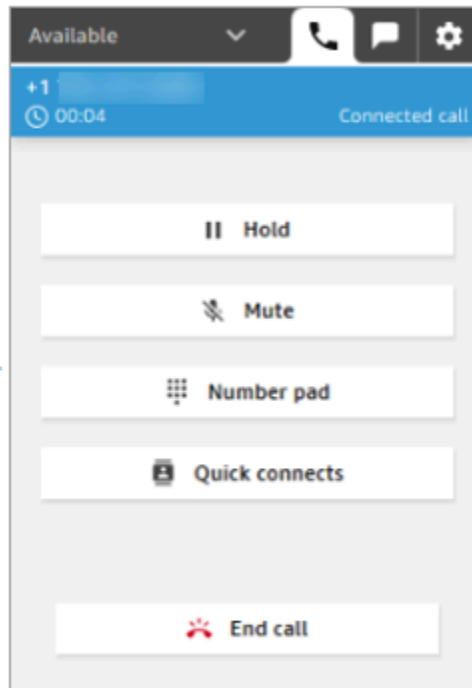 Available
+1
00:04 Connected call
Hold
Mute
Number pad
Quick connects
End call